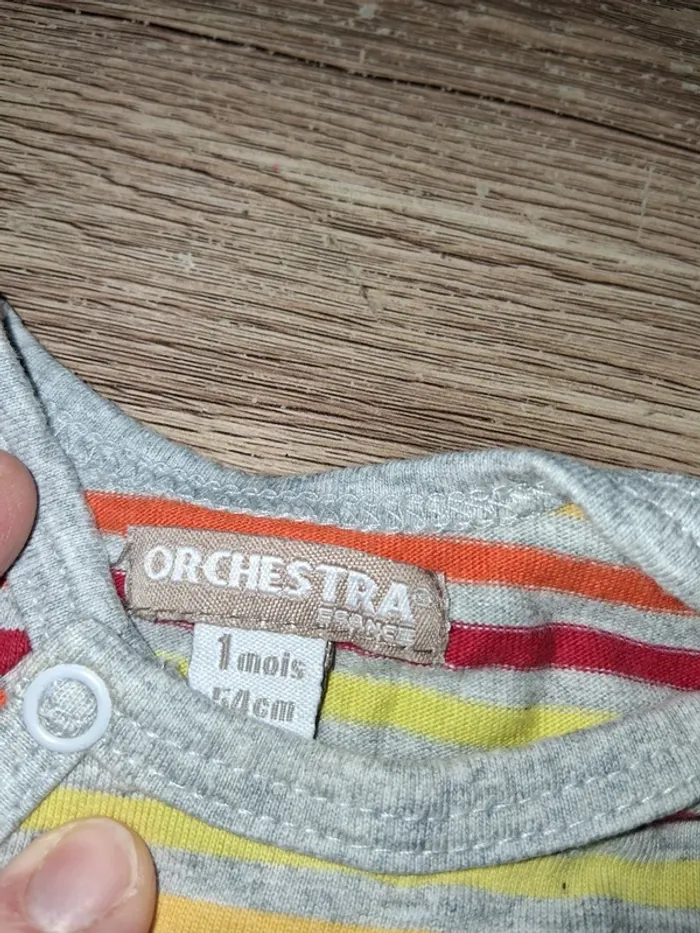 ORCHESTRA
FRANCE
1 mois
54cm